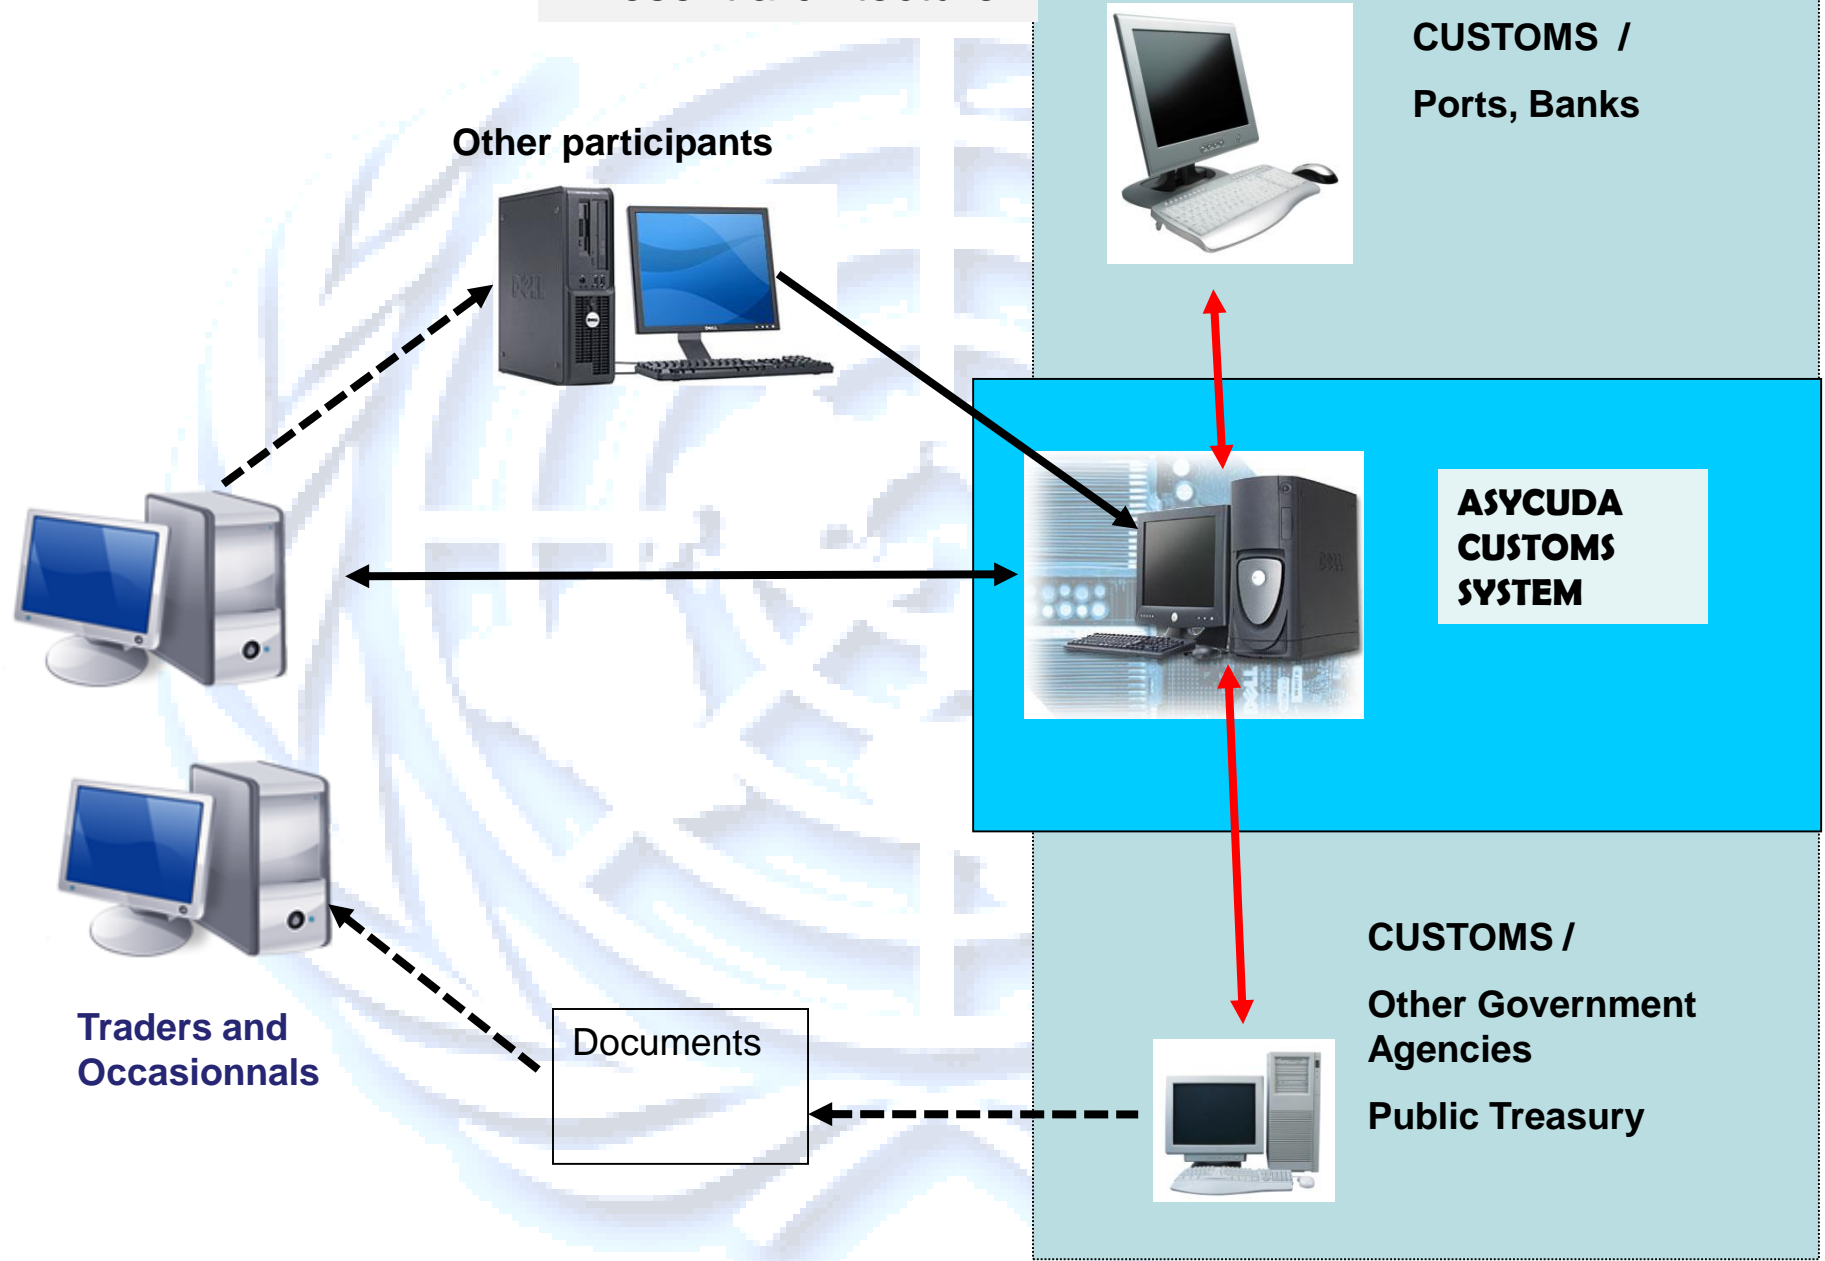 CUSTOMS /
Ports, Banks
Other participants
ASYCUDA
CUSTOMS
SYSTEM
CUSTOMS /
Other Government
Agencies
Public Treasury
Traders and
Occasionnals
Documents